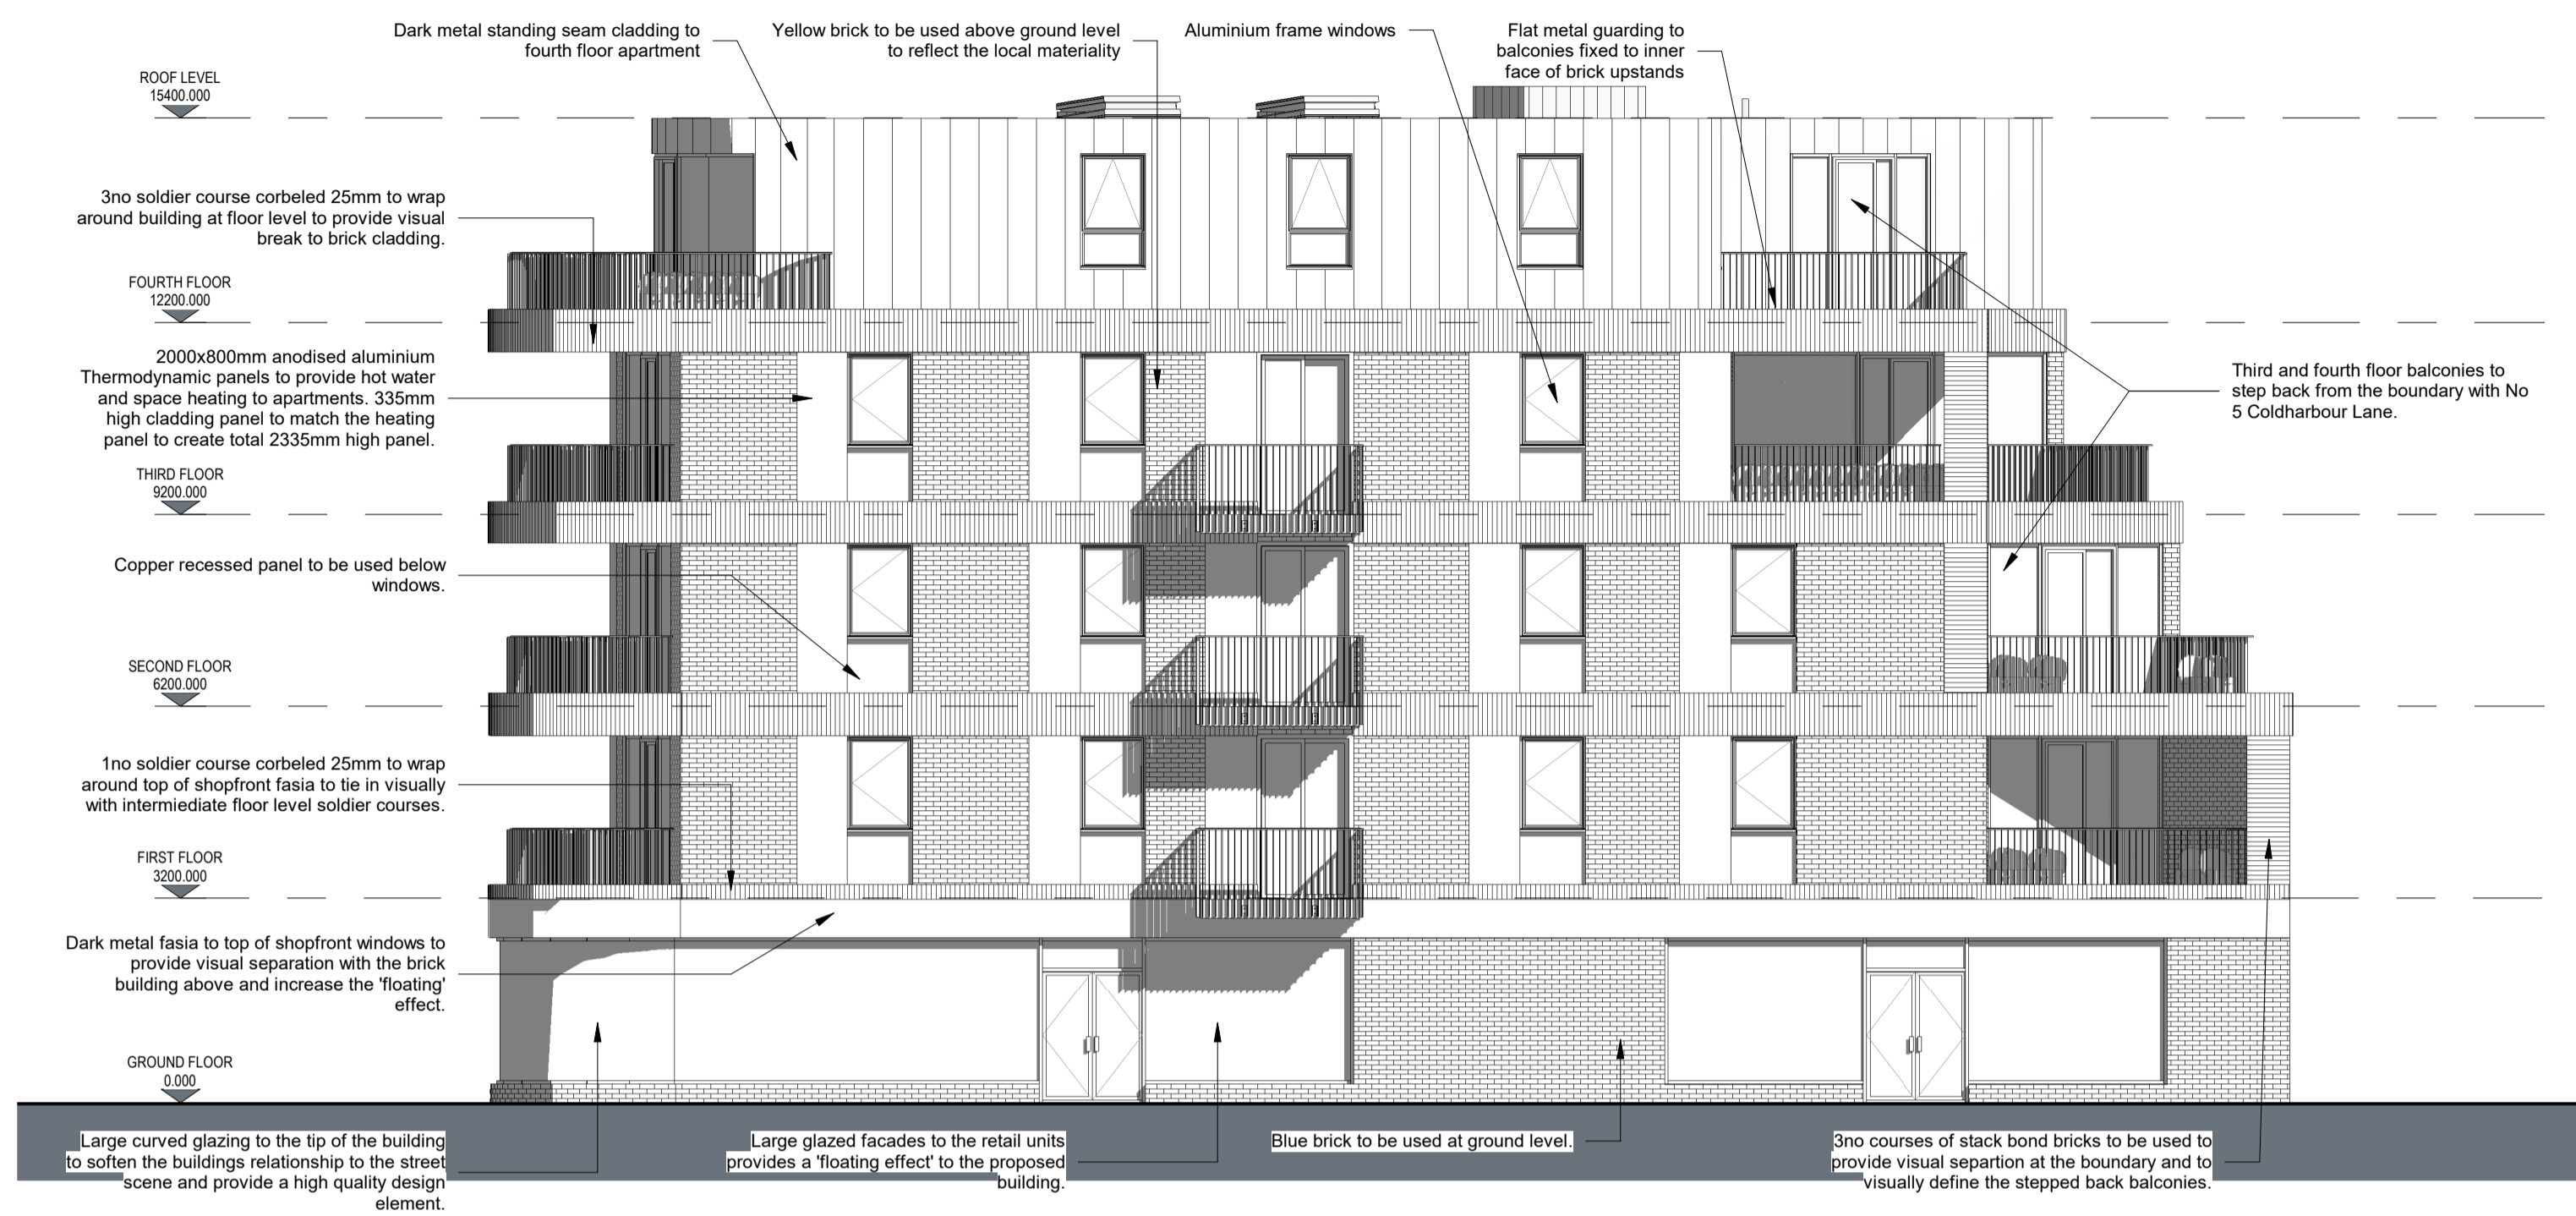 Dark metal standing seam cladding to
fourth floor apartment
Yellow brick to be used above ground level
to reflect the local materiality
Aluminium frame windows
Flat metal guarding to
balconies fixed to inner
face of brick upstands
ROOF LEVEL
15400.000
3no soldier course corbeled 25mm to wrap
around building at floor level to provide visual
break to brick cladding.
FOURTH FLOOR
12200.000
2000x800mm anodised aluminium
Thermodynamic panels to provide hot water
and space heating to apartments. 335mm
high cladding panel to match the heating
panel to create total 2335mm high panel.
Third and fourth floor balconies to
step back from the boundary with No
5 Coldharbour Lane.
THIRD FLOOR
9200.000
Copper recessed panel to be used below
windows.
SECOND FLOOR
6200.000
1no soldier course corbeled 25mm to wrap
around top of shopfront fasia to tie in visually
with intermiediate floor level soldier courses.
FIRST FLOOR
3200.000
Dark metal fasia to top of shopfront windows to
provide visual separation with the brick
building above and increase the 'floating'
effect.
GROUND FLOOR
0.000
Large curved glazing to the tip of the building
to soften the buildings relationship to the street
scene and provide a high quality design
element.
Large glazed facades to the retail units
provides a 'floating effect' to the proposed
building.
Blue brick to be used at ground level.
3no courses of stack bond bricks to be used to
provide visual separtion at the boundary and to
visually define the stepped back balconies.